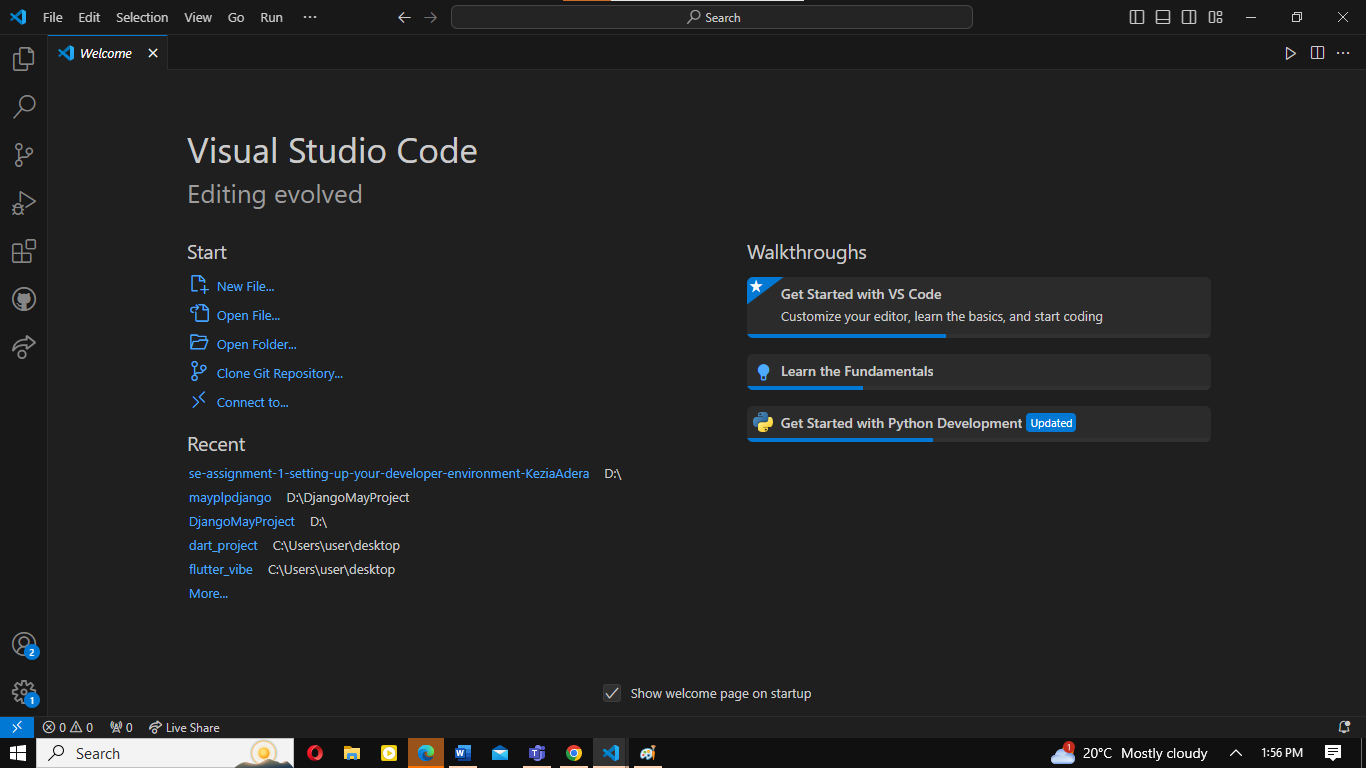 File Edit Selection View Go Run ··· Search
Welcome
Visual Studio Code
Editing evolved
Start
New File...
Open File...
Open Folder...
Clone Git Repository...
Connect to...
Recent
se-assignment-1-setting-up-your-developer-environment-KeziaAdera D:\
mayplpdjango D:\DjangoMayProject
DjangoMayProject D:\
dart_project C:\Users\user\desktop
flutter_vibe C:\Users\user\desktop
More...
Walkthroughs
Get Started with VS Code
Customize your editor, learn the basics, and start coding
Learn the Fundamentals
Get Started with Python Development Updated
2
1
Show welcome page on startup
0 0 0 Live Share
Search 1 20°C Mostly cloudy 1:56 PM